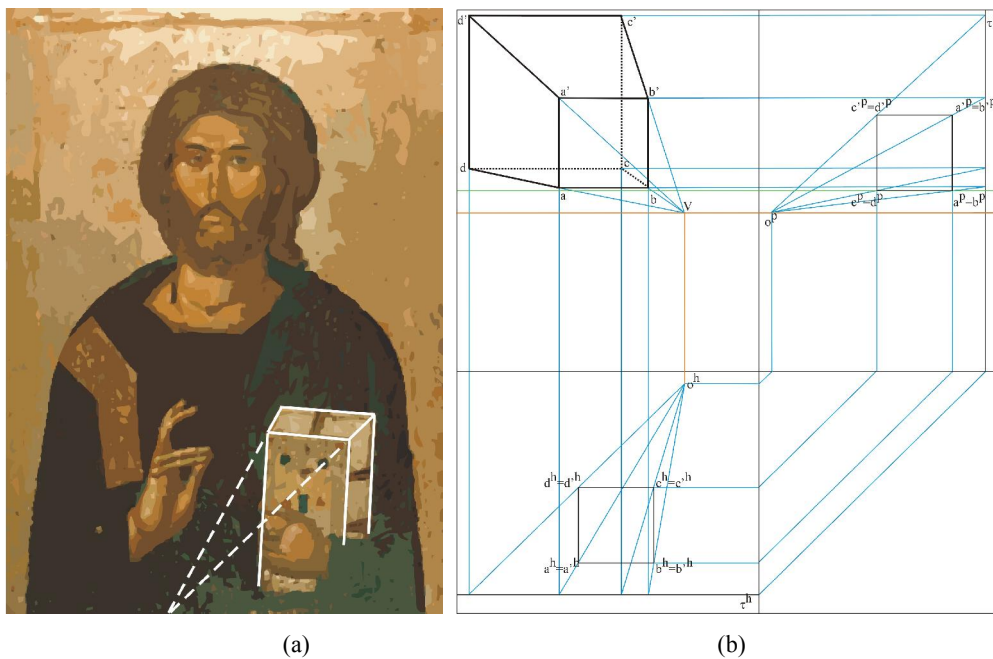 d’
c’
τ
a’
b’
c’ᵖ=d’ᵖ
a’ᵖ=b’ᵖ
d
c
a
b
cᵖ=dᵖ
aᵖ=bᵖ
V
oᵖ
oʰ
dʰ=d’ʰ
cʰ=c’ʰ
aʰ=a’ʰ
bʰ=b’ʰ
τʰ
(a)
(b)